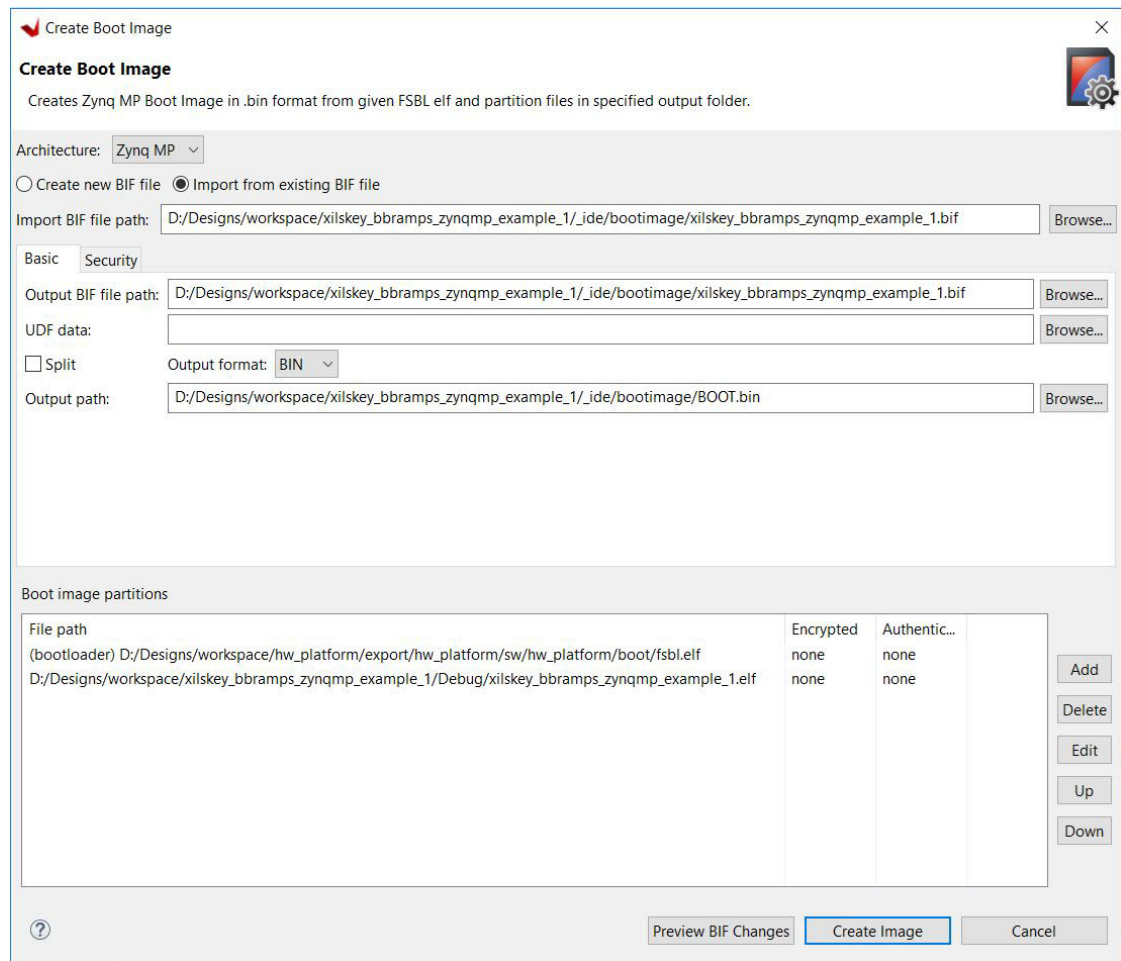 Create Boot Image
Create Boot Image
Creates Zynq MP Boot Image in .bin format from given FSBL elf and partition files in specified output folder.
Architecture: Zynq MP
Create new BIF file Import from existing BIF file
Import BIF file path: D:/Designs/workspace/xilskey_bbramps_zynqmp_example_1/_ide/bootimage/xilskey_bbramps_zynqmp_example_1.bif Browse...
Basic Security
Output BIF file path: D:/Designs/workspace/xilskey_bbramps_zynqmp_example_1/_ide/bootimage/xilskey_bbramps_zynqmp_example_1.bif Browse...
UDF data: Browse...
Split Output format: BIN
Output path: D:/Designs/workspace/xilskey_bbramps_zynqmp_example_1/_ide/bootimage/BOOT.bin Browse...
Boot image partitions
File path Encrypted Authentic...
(bootloader) D:/Designs/workspace/hw_platform/export/hw_platform/sw/hw_platform/boot/fsbl.elf none none
D:/Designs/workspace/xilskey_bbramps_zynqmp_example_1/Debug/xilskey_bbramps_zynqmp_example_1.elf none none
Add
Delete
Edit
Up
Down
? Preview BIF Changes Create Image Cancel